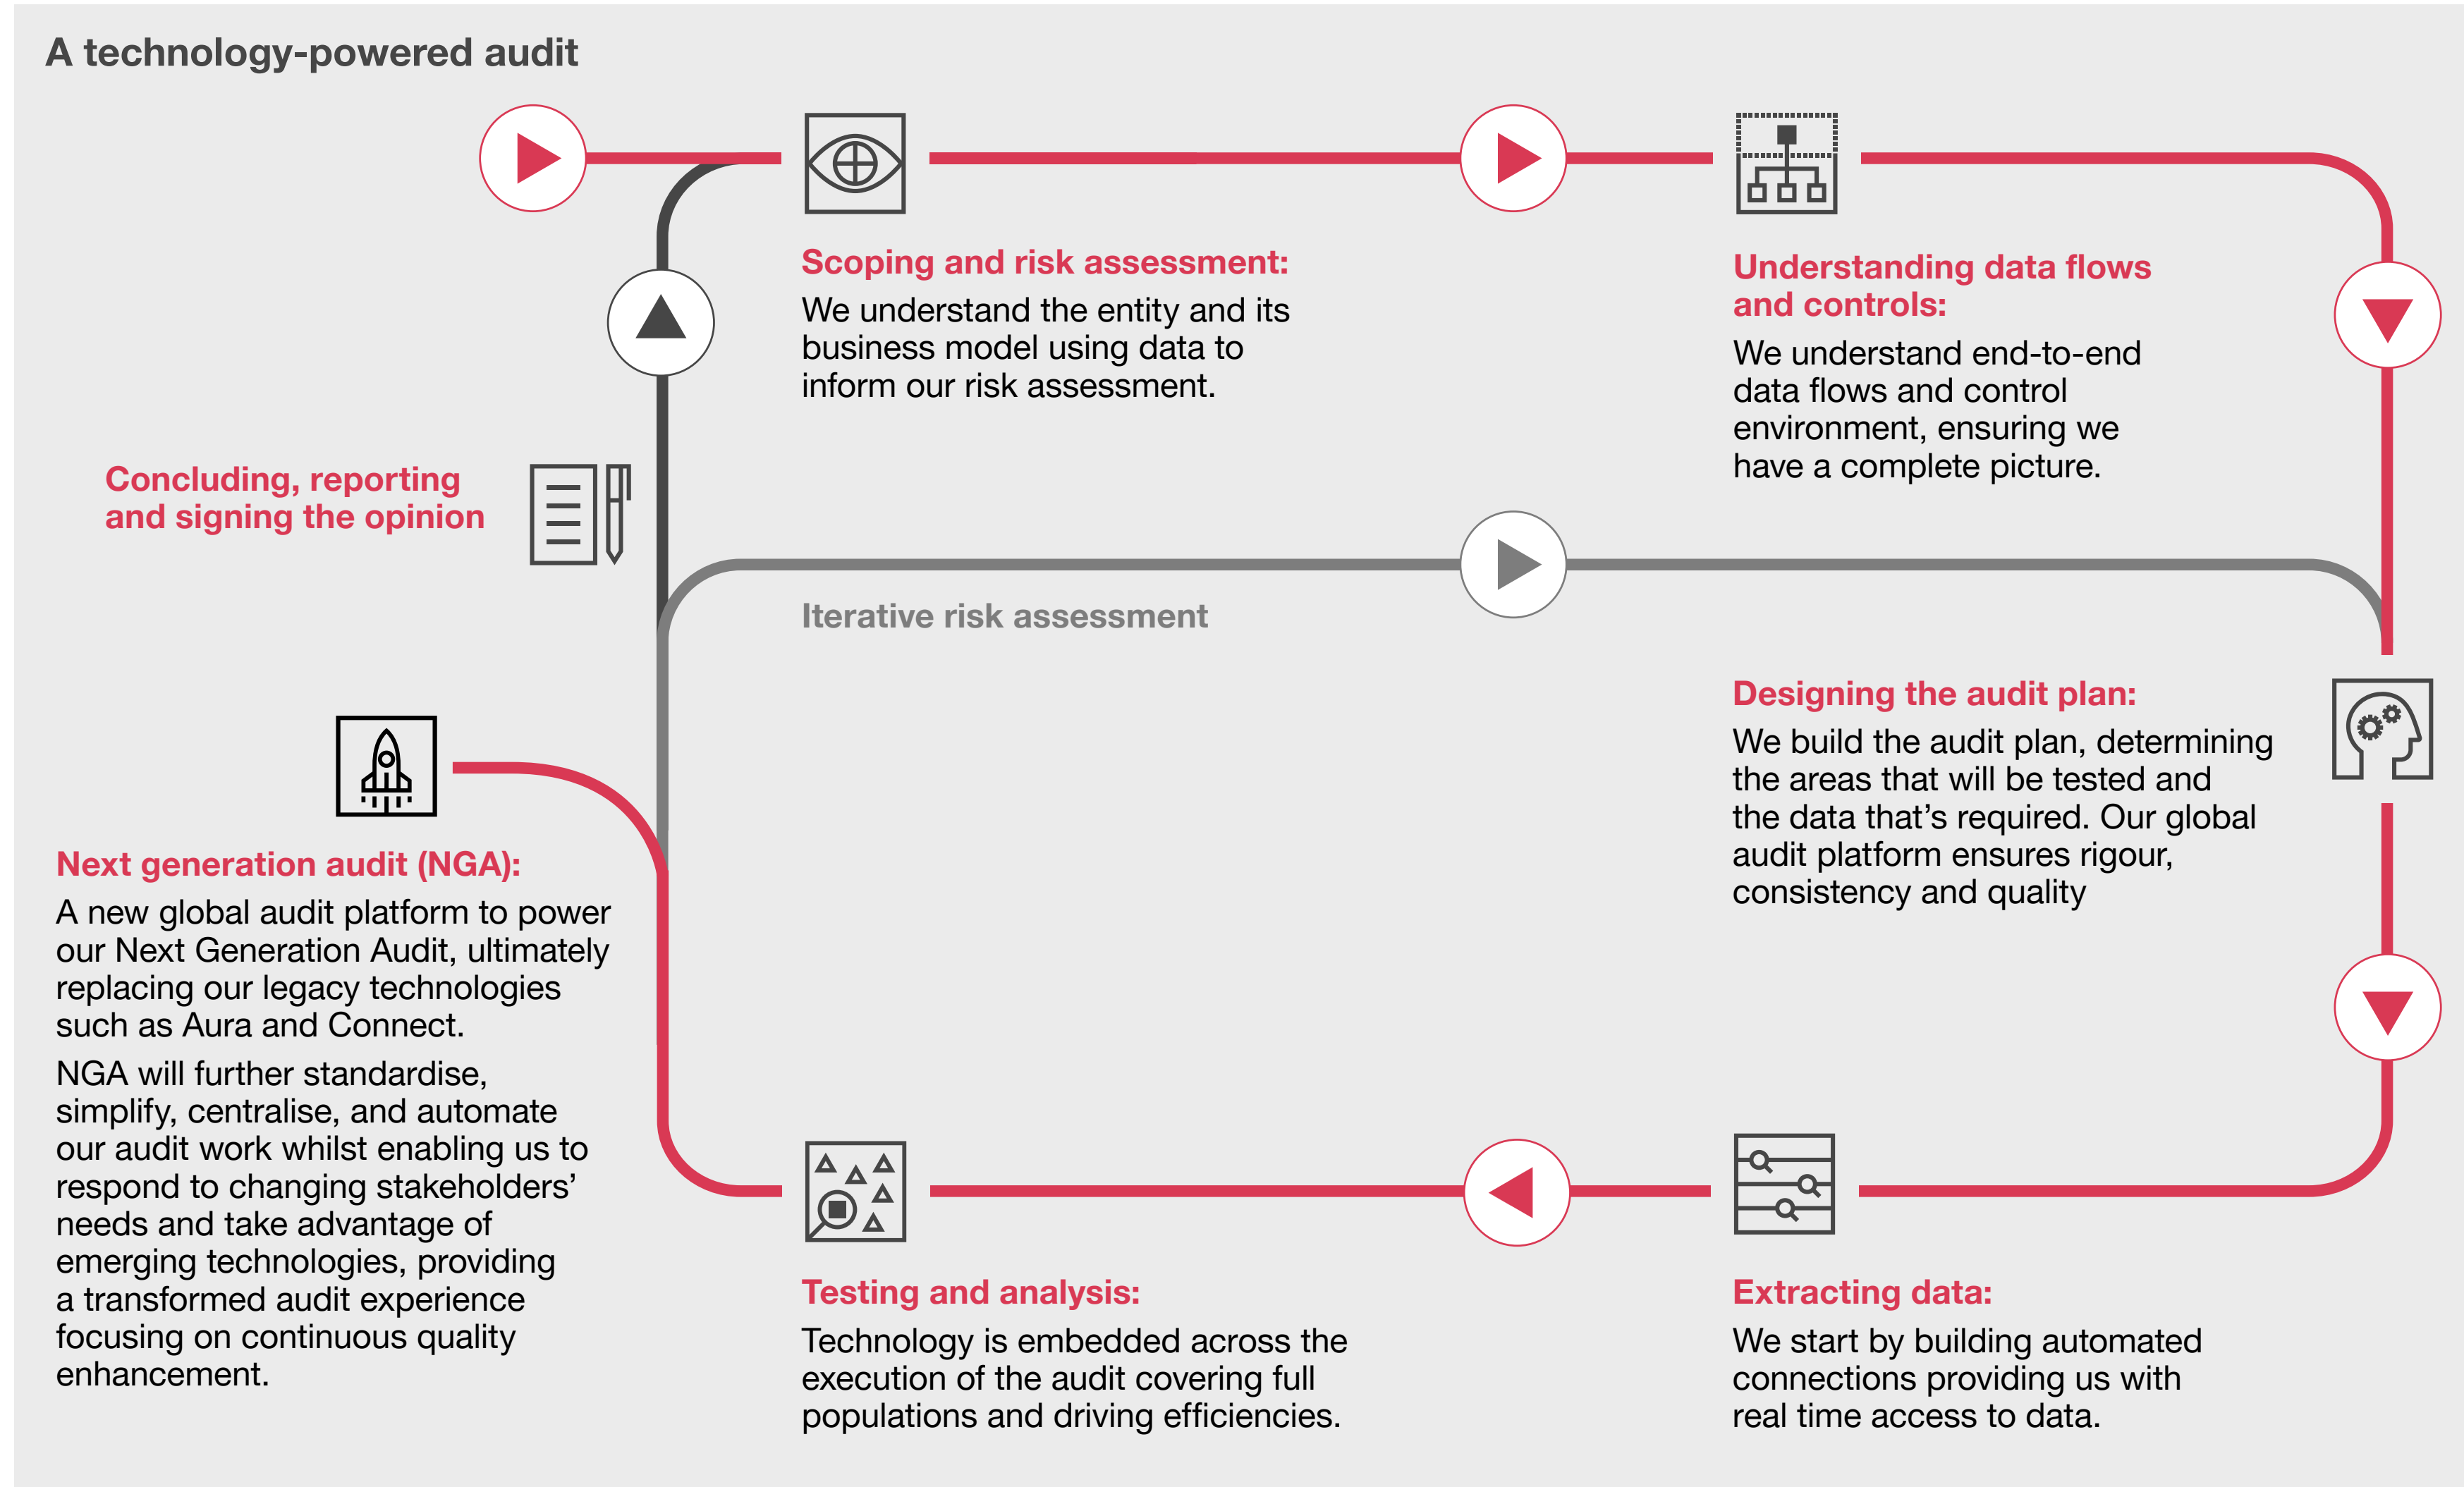 A technology-powered audit
Scoping and risk assessment:
We understand the entity and its
business model using data to
inform our risk assessment.
Understanding data flows
and controls:
We understand end-to-end
data flows and control
environment, ensuring we
have a complete picture.
Concluding, reporting
and signing the opinion
Iterative risk assessment
Designing the audit plan:
We build the audit plan, determining
the areas that will be tested and
the data that’s required. Our global
audit platform ensures rigour,
consistency and quality
Next generation audit (NGA):
A new global audit platform to power
our Next Generation Audit, ultimately
replacing our legacy technologies
such as Aura and Connect.
NGA will further standardise,
simplify, centralise, and automate
our audit work whilst enabling us to
respond to changing stakeholders’
needs and take advantage of
emerging technologies, providing
a transformed audit experience
focusing on continuous quality
enhancement.
Testing and analysis:
Technology is embedded across the
execution of the audit covering full
populations and driving efficiencies.
Extracting data:
We start by building automated
connections providing us with
real time access to data.